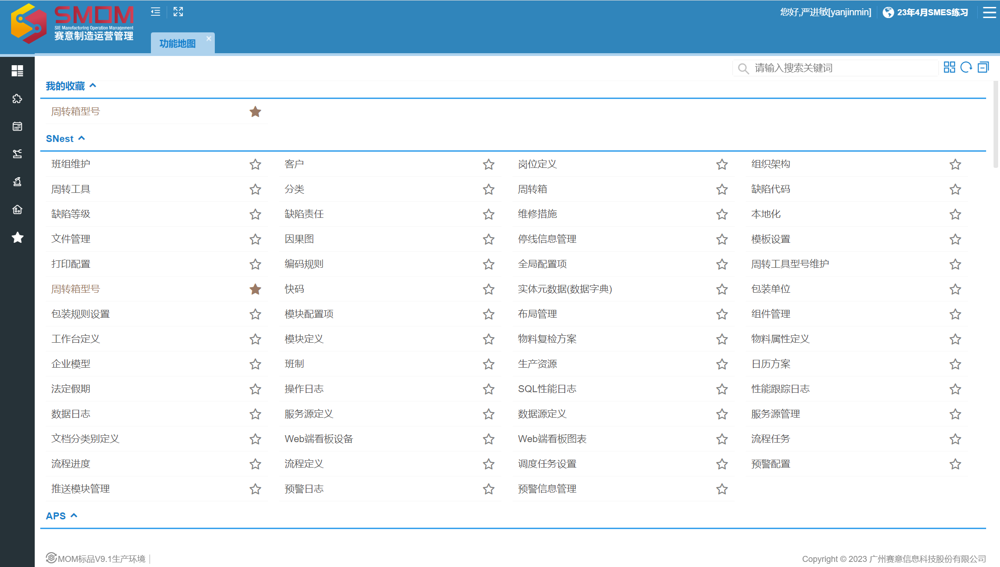 SMOM
SIE Manufacturing Operation Management
赛意制造运营管理
您好,严进敏[yanjinmin]
23年4月SMES练习
功能地图
请输入搜索关键词
我的收藏
周转箱型号
SNest
班组维护 客户 岗位定义 组织架构
周转工具 分类 周转箱 缺陷代码
缺陷等级 缺陷责任 维修措施 本地化
文件管理 因果图 停线信息管理 模板设置
打印配置 编码规则 全局配置项 周转工具型号维护
周转箱型号 快码 实体元数据(数据字典) 包装单位
包装规则设置 模块配置项 布局管理 组件管理
工作台定义 模块定义 物料复检方案 物料属性定义
企业模型 班制 生产资源 日历方案
法定假期 操作日志 SQL性能日志 性能跟踪日志
数据日志 服务源定义 数据源定义 服务源管理
文档分类别定义 Web端看板设备 Web端看板图表 流程任务
流程进度 流程定义 调度任务设置 预警配置
推送模块管理 预警日志 预警信息管理
APS
MOM标品V9.1生产环境
Copyright © 2023 广州赛意信息科技股份有限公司